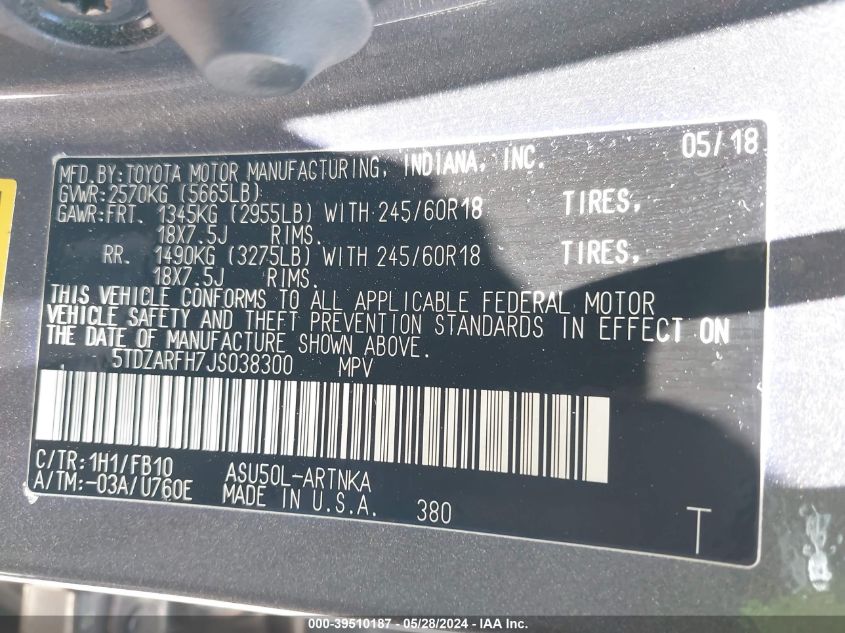 MFD.BY:TOYOTA MOTOR MANUFACTURING, INDIANA, INC. 05/18
GVWR:2570KG (5665LB)
GAWR:FRT. 1345KG (2955LB) WITH 245/60R18 TIRES,
18X7.5J RIMS.
RR. 1490KG (3275LB) WITH 245/60R18 TIRES,
18X7.5J RIMS.
THIS VEHICLE CONFORMS TO ALL APPLICABLE FEDERAL MOTOR
VEHICLE SAFETY AND THEFT PREVENTION STANDARDS IN EFFECT ON
THE DATE OF MANUFACTURE SHOWN ABOVE.
5TDZARFH7JS038300 MPV
C/TR:1H1/FB10 ASU50L-ARTNKA
A/TM:-03A/U760E MADE IN U.S.A. 380 T
000-39510187 - 05/28/2024 - IAA Inc.